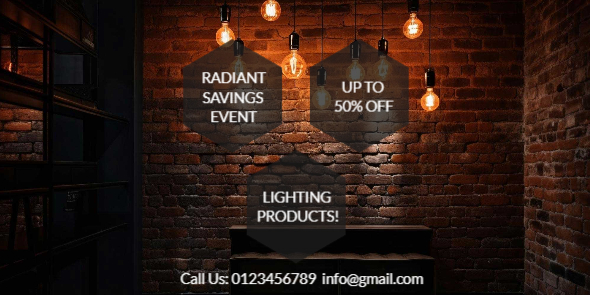 RADIANT
SAVINGS
EVENT
UP TO
50% OFF
LIGHTING
PRODUCTS!
Call Us: 0123456789 info@gmail.com